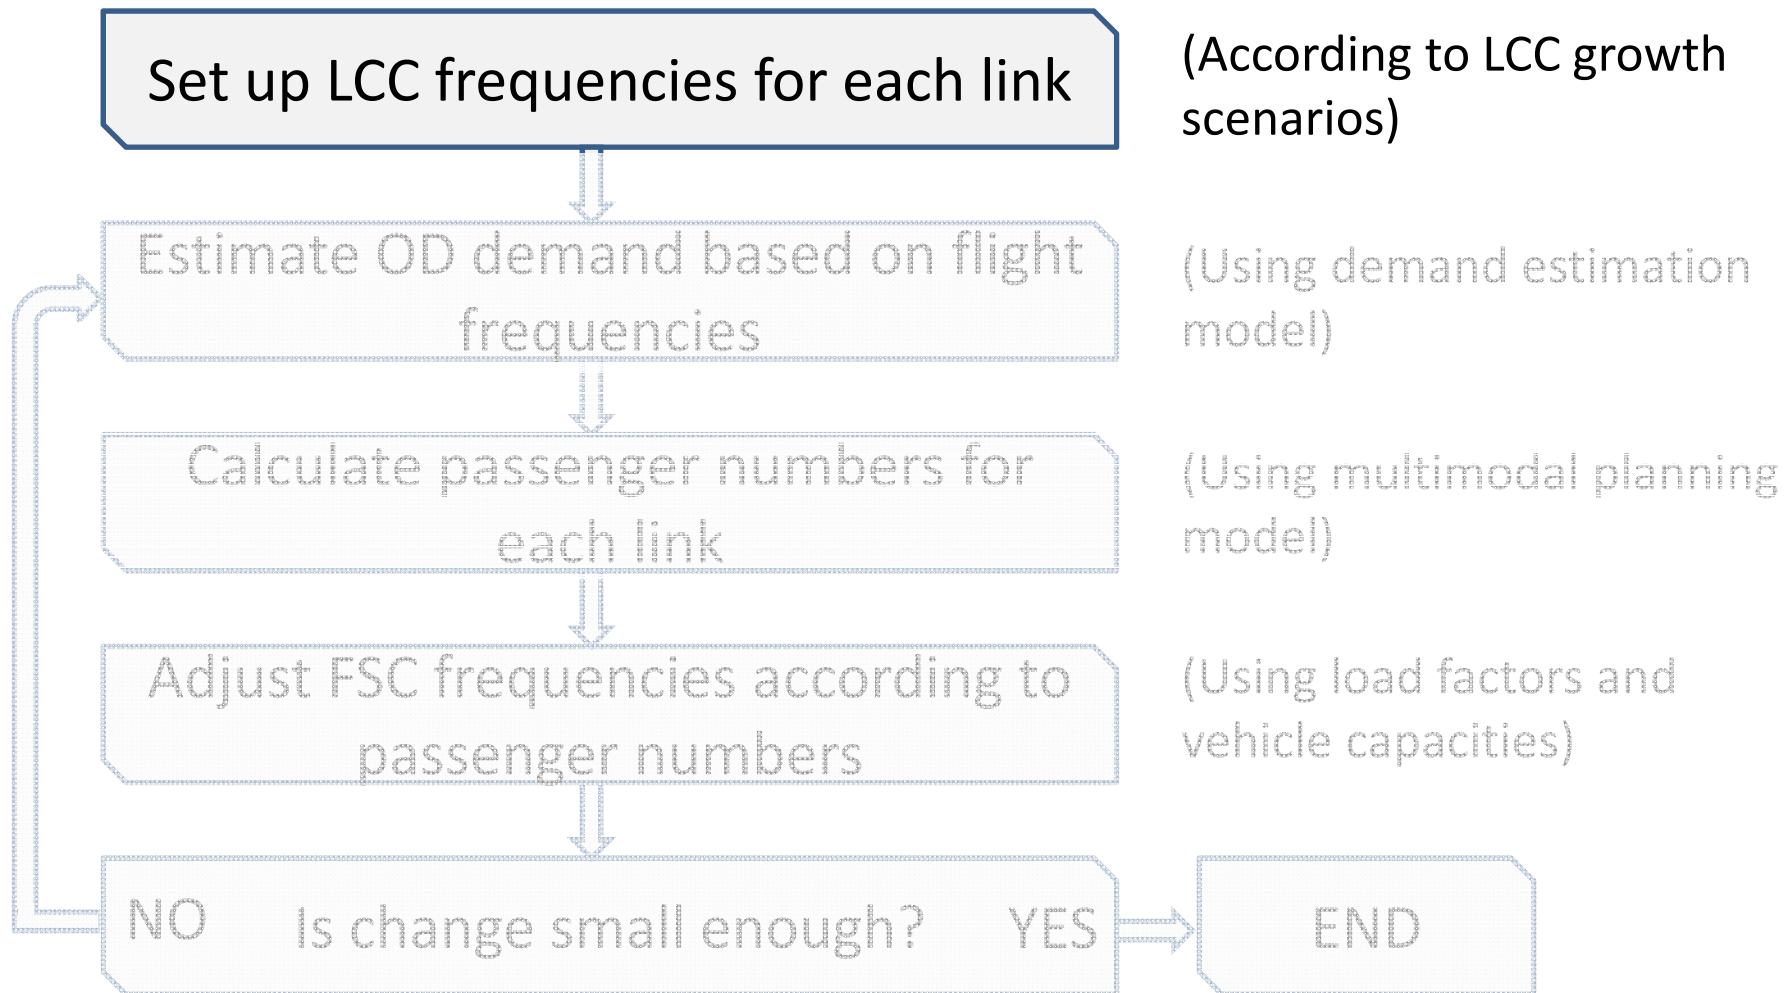 Set up LCC frequencies for each link
(According to LCC growth
scenarios)
Estimate OD demand based on flight
frequencies
(Using demand estimation
model)
Calculate passenger numbers for
each link
(Using multimodal planning
model)
Adjust FSC frequencies according to
passenger numbers
(Using load factors and
vehicle capacities)
NO
Is change small enough?
YES
END